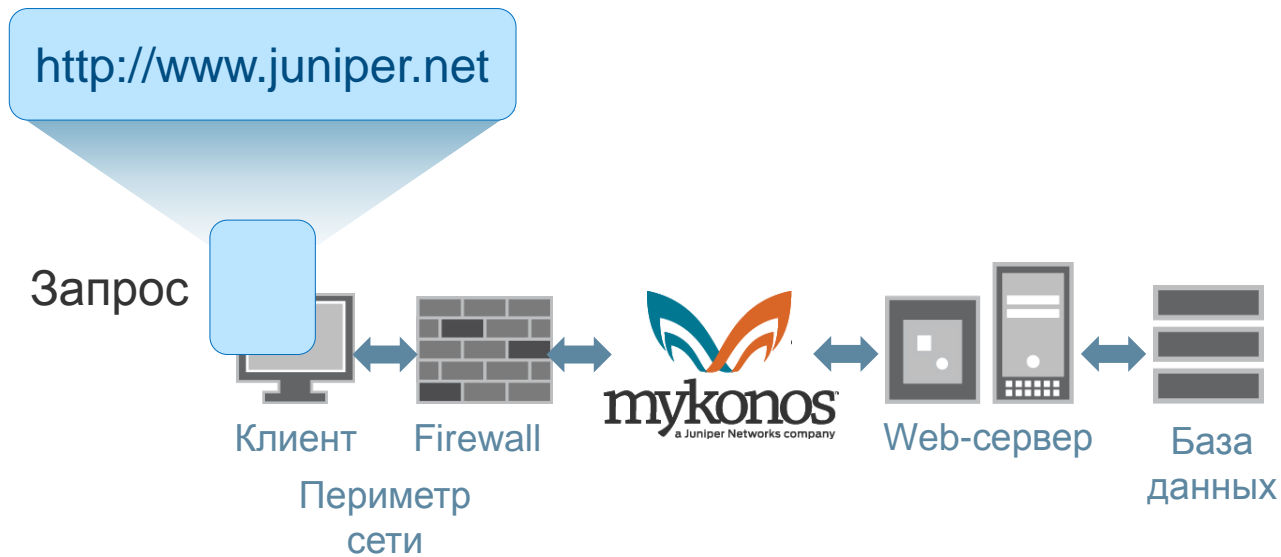 http://www.juniper.net
Запрос
mykonos
a Juniper Networks company
Клиент
Firewall
Web-сервер
База
данных
Периметр
сети